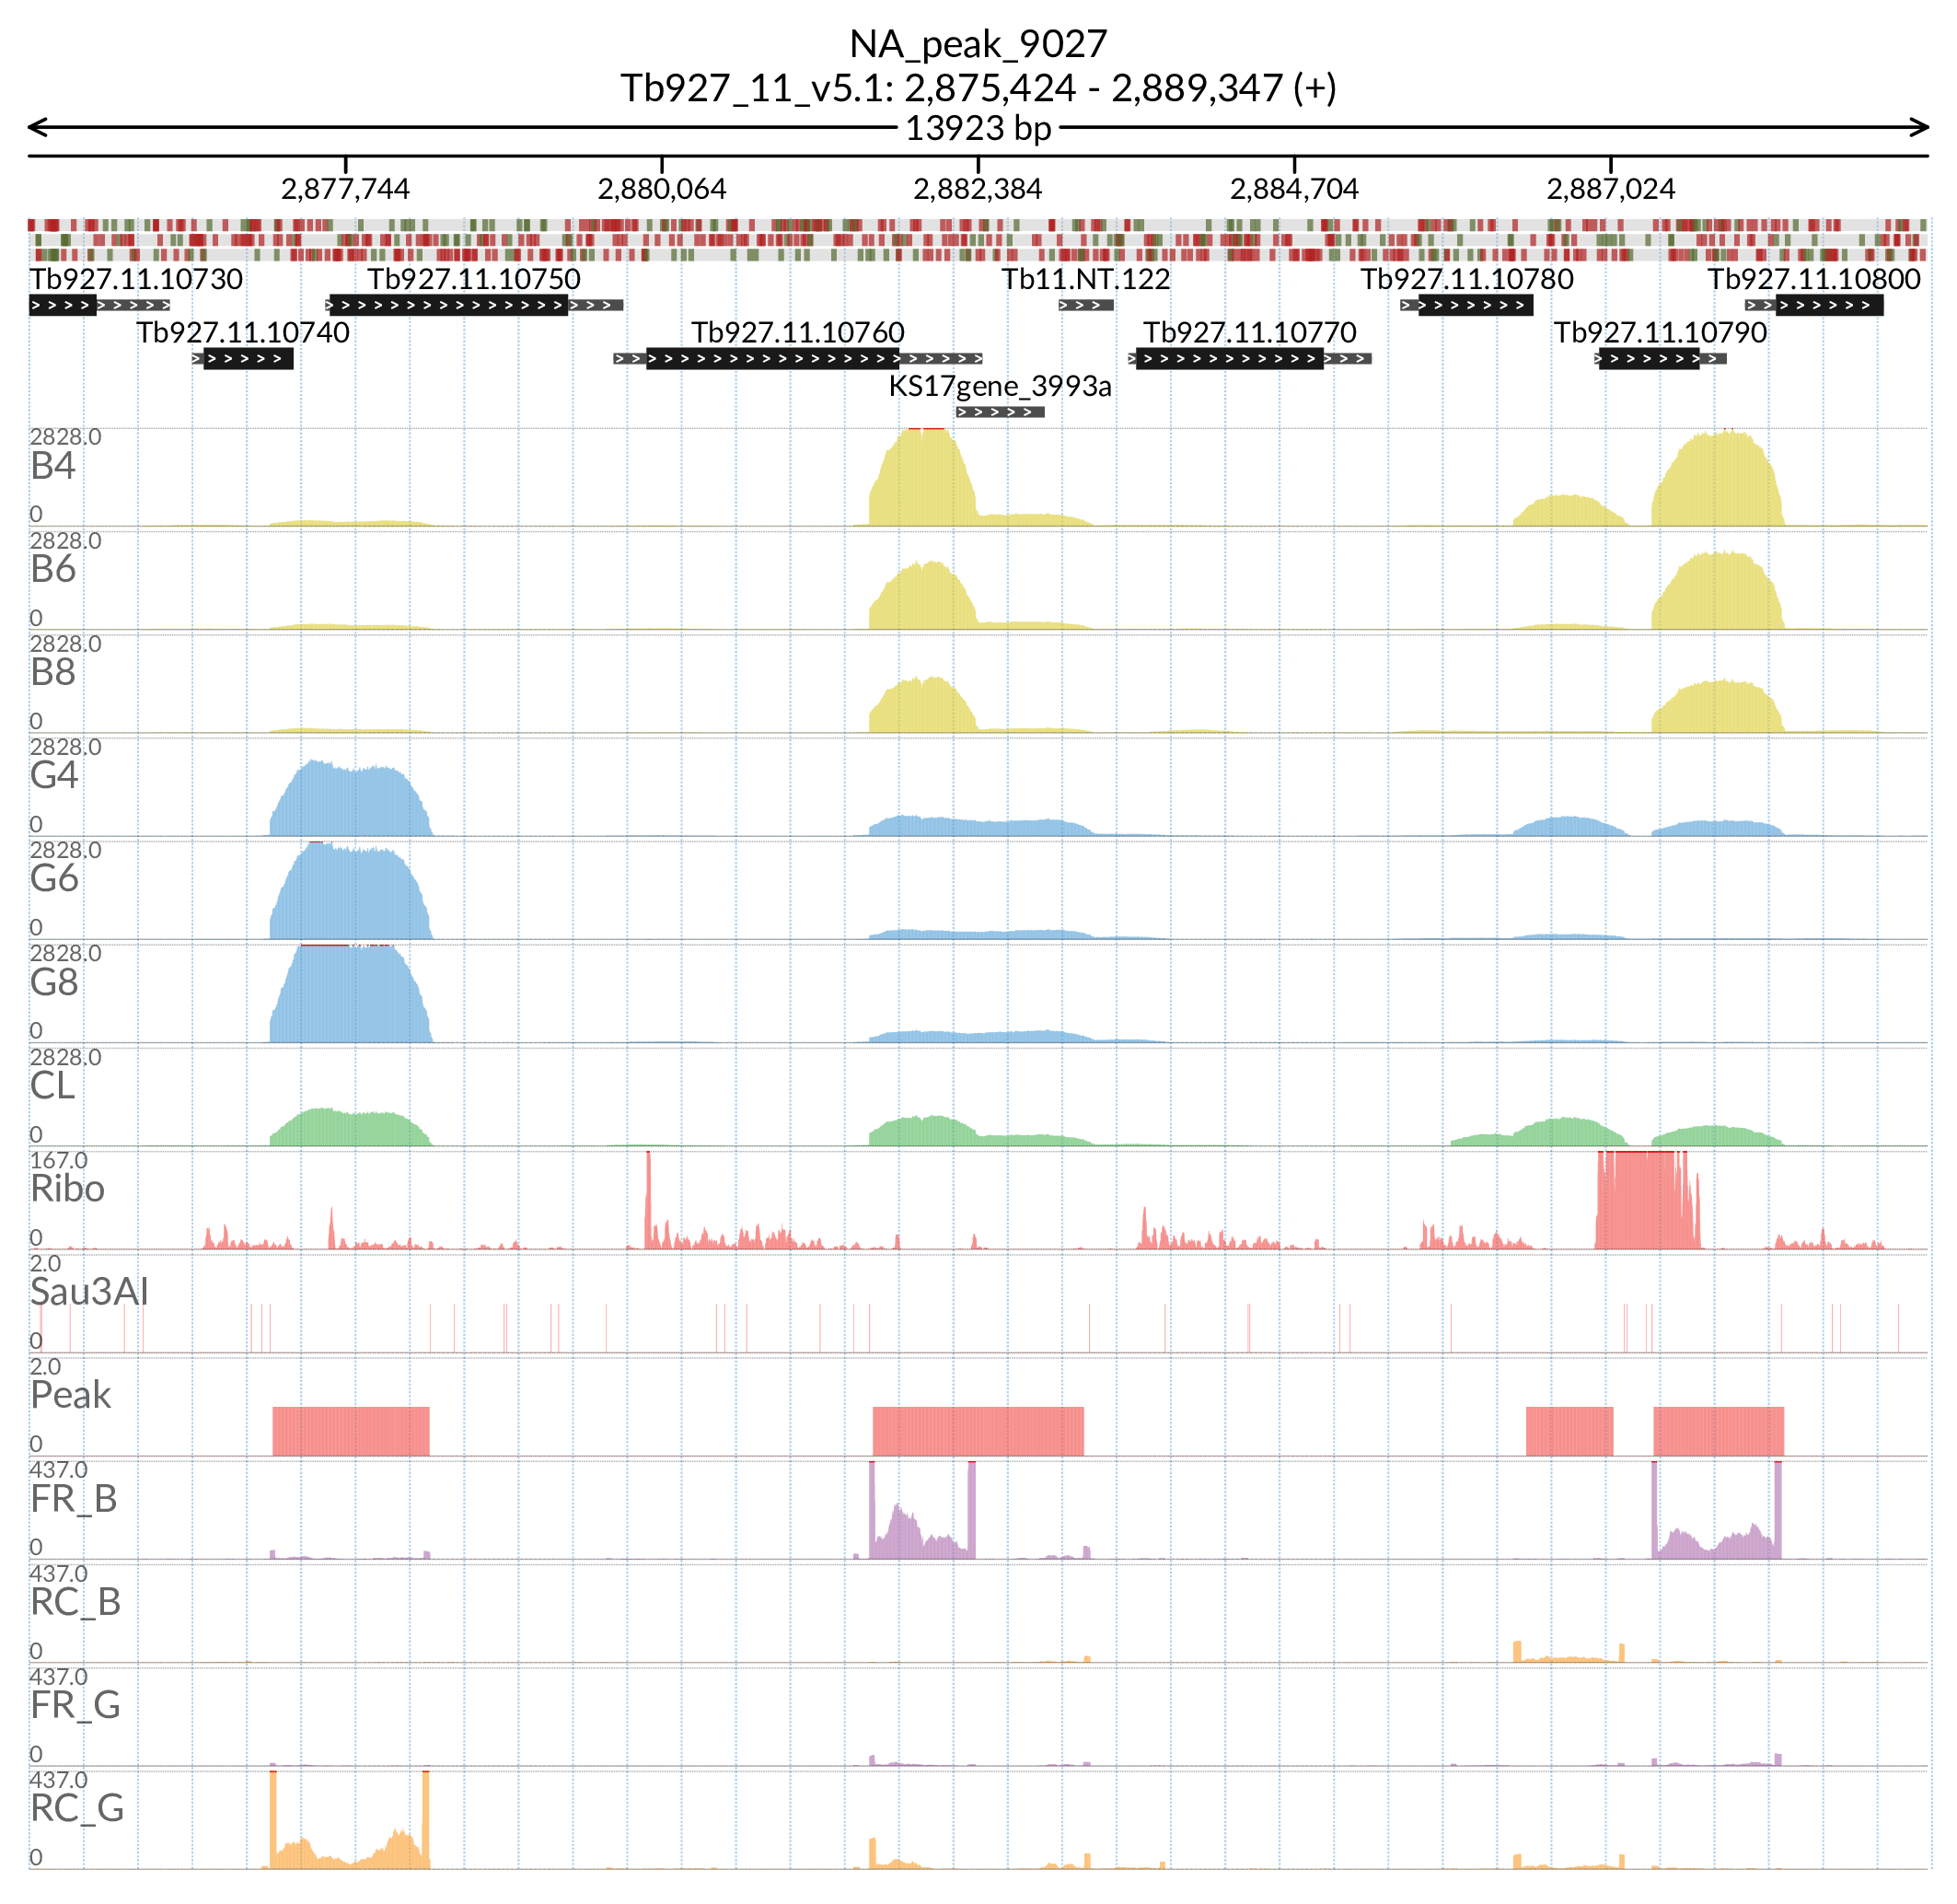 NA_peak_9027
Tb927_11_v5.1: 2,875,424 - 2,889,347 (+)
13923 bp
2,877,744 2,880,064 2,882,384 2,884,704 2,887,024
Tb927.11.10730 Tb927.11.10750 Tb11.NT.122 Tb927.11.10780 Tb927.11.10800
Tb927.11.10740 Tb927.11.10760 Tb927.11.10770 Tb927.11.10790
KS17gene_3993a
2828.0
B4
0
2828.0
B6
0
2828.0
B8
0
2828.0
G4
0
2828.0
G6
0
2828.0
G8
0
2828.0
CL
0
167.0
Ribo
0
2.0
Sau3AI
0
2.0
Peak
0
437.0
FR_B
0
437.0
RC_B
0
437.0
FR_G
0
437.0
RC_G
0